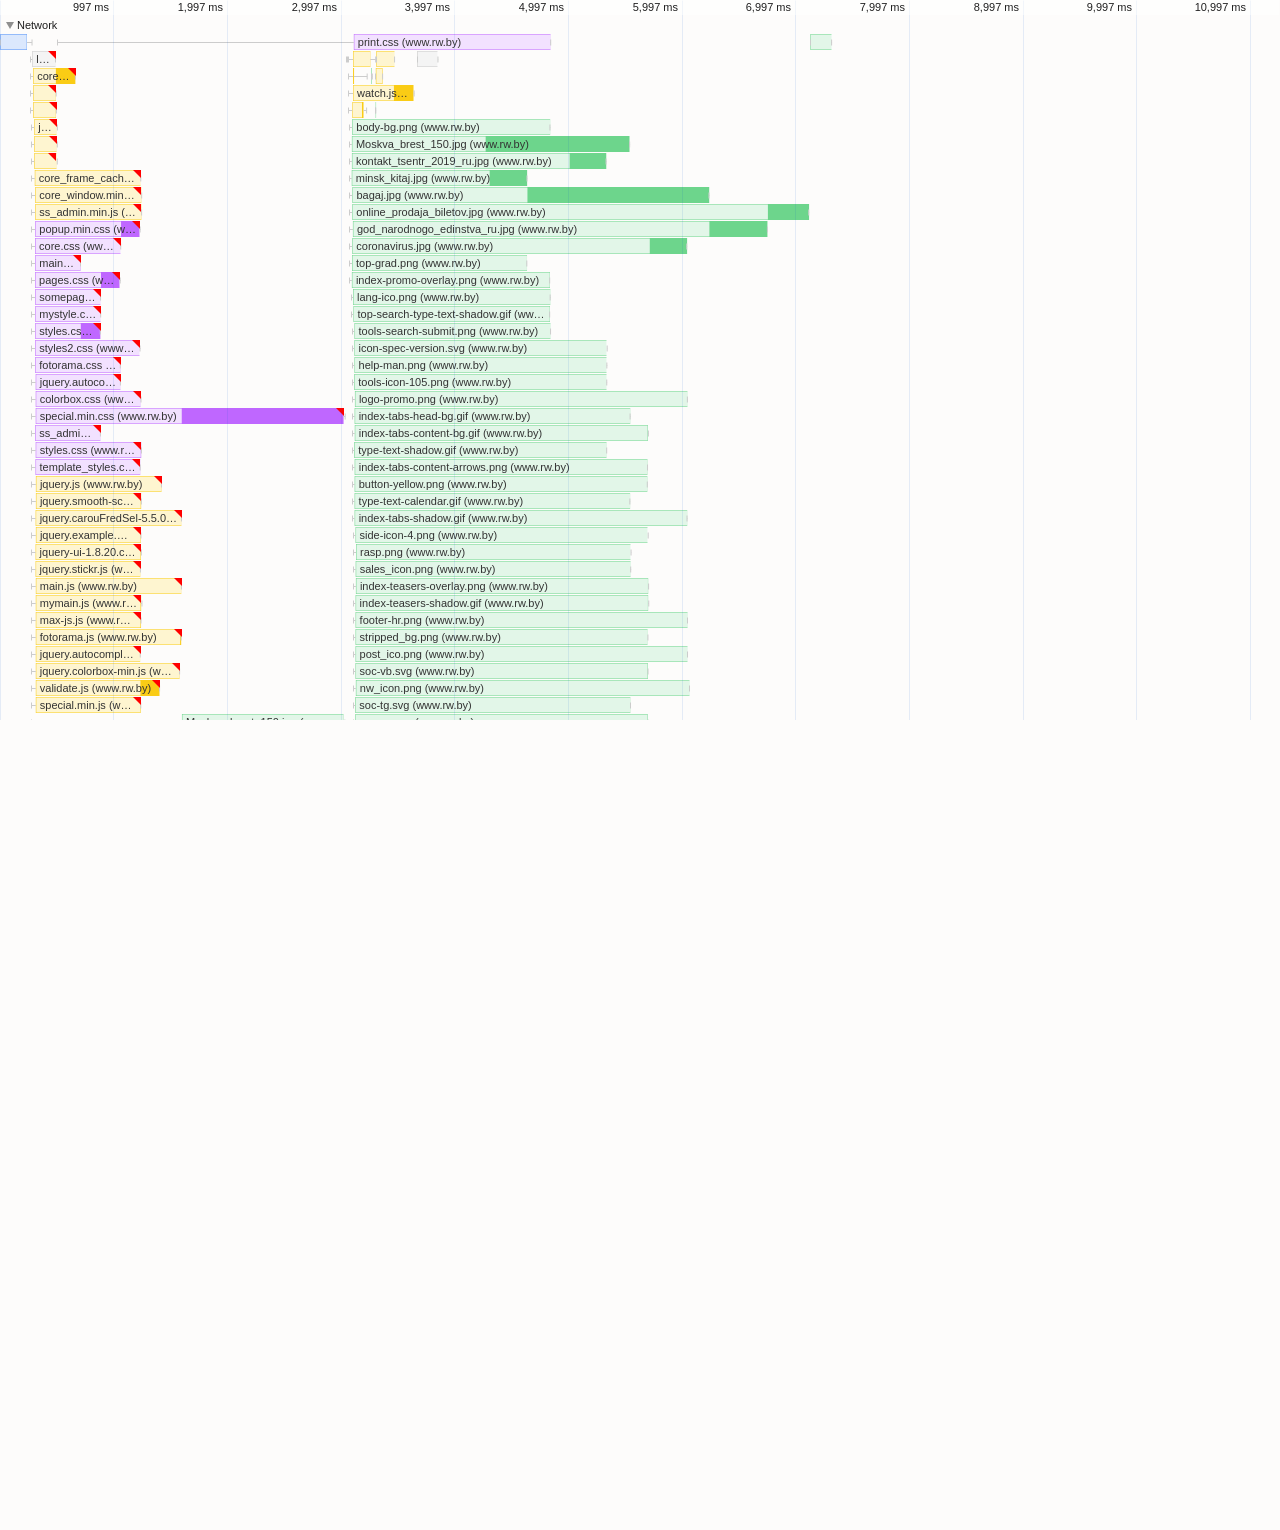 997 ms 1,997 ms 2,997 ms 3,997 ms 4,997 ms 5,997 ms 6,997 ms 7,997 ms 8,997 ms 9,997 ms 10,997 ms
Network
print.css (www.rw.by)
l…
core…
watch.js…
j… body-bg.png (www.rw.by)
Moskva_brest_150.jpg (www.rw.by)
kontakt_tsentr_2019_ru.jpg (www.rw.by)
core_frame_cach… minsk_kitaj.jpg (www.rw.by)
core_window.min… bagaj.jpg (www.rw.by)
ss_admin.min.js (… online_prodaja_biletov.jpg (www.rw.by)
popup.min.css (w… god_narodnogo_edinstva_ru.jpg (www.rw.by)
core.css (ww… coronavirus.jpg (www.rw.by)
main… top-grad.png (www.rw.by)
pages.css (w… index-promo-overlay.png (www.rw.by)
somepag… lang-ico.png (www.rw.by)
mystyle.c… top-search-type-text-shadow.gif (ww…
styles.cs… tools-search-submit.png (www.rw.by)
styles2.css (www… icon-spec-version.svg (www.rw.by)
fotorama.css … help-man.png (www.rw.by)
jquery.autoco… tools-icon-105.png (www.rw.by)
colorbox.css (ww… logo-promo.png (www.rw.by)
special.min.css (www.rw.by) index-tabs-head-bg.gif (www.rw.by)
ss_admi… index-tabs-content-bg.gif (www.rw.by)
styles.css (www.r… type-text-shadow.gif (www.rw.by)
template_styles.c… index-tabs-content-arrows.png (www.rw.by)
jquery.js (www.rw.by) button-yellow.png (www.rw.by)
jquery.smooth-sc… type-text-calendar.gif (www.rw.by)
jquery.carouFredSel-5.5.0… index-tabs-shadow.gif (www.rw.by)
jquery.example.… side-icon-4.png (www.rw.by)
jquery-ui-1.8.20.c… rasp.png (www.rw.by)
jquery.stickr.js (w… sales_icon.png (www.rw.by)
main.js (www.rw.by) index-teasers-overlay.png (www.rw.by)
mymain.js (www.r… index-teasers-shadow.gif (www.rw.by)
max-js.js (www.r… footer-hr.png (www.rw.by)
fotorama.js (www.rw.by) stripped_bg.png (www.rw.by)
jquery.autocompl… post_ico.png (www.rw.by)
jquery.colorbox-min.js (w… soc-vb.svg (www.rw.by)
validate.js (www.rw.by) nw_icon.png (www.rw.by)
special.min.js (w… soc-tg.svg (www.rw.by)